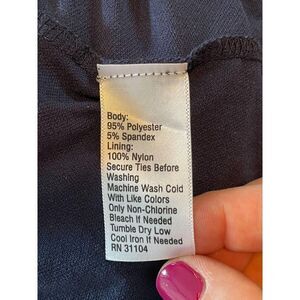 Body:
95% Polyester
5% Spandex
Lining:
100% Nylon
Secure Ties Before
Washing
Machine Wash Cold
With Like Colors
Only Non-Chlorine
Bleach If Needed
Tumble Dry Low
Cool Iron If Needed
RN 31104